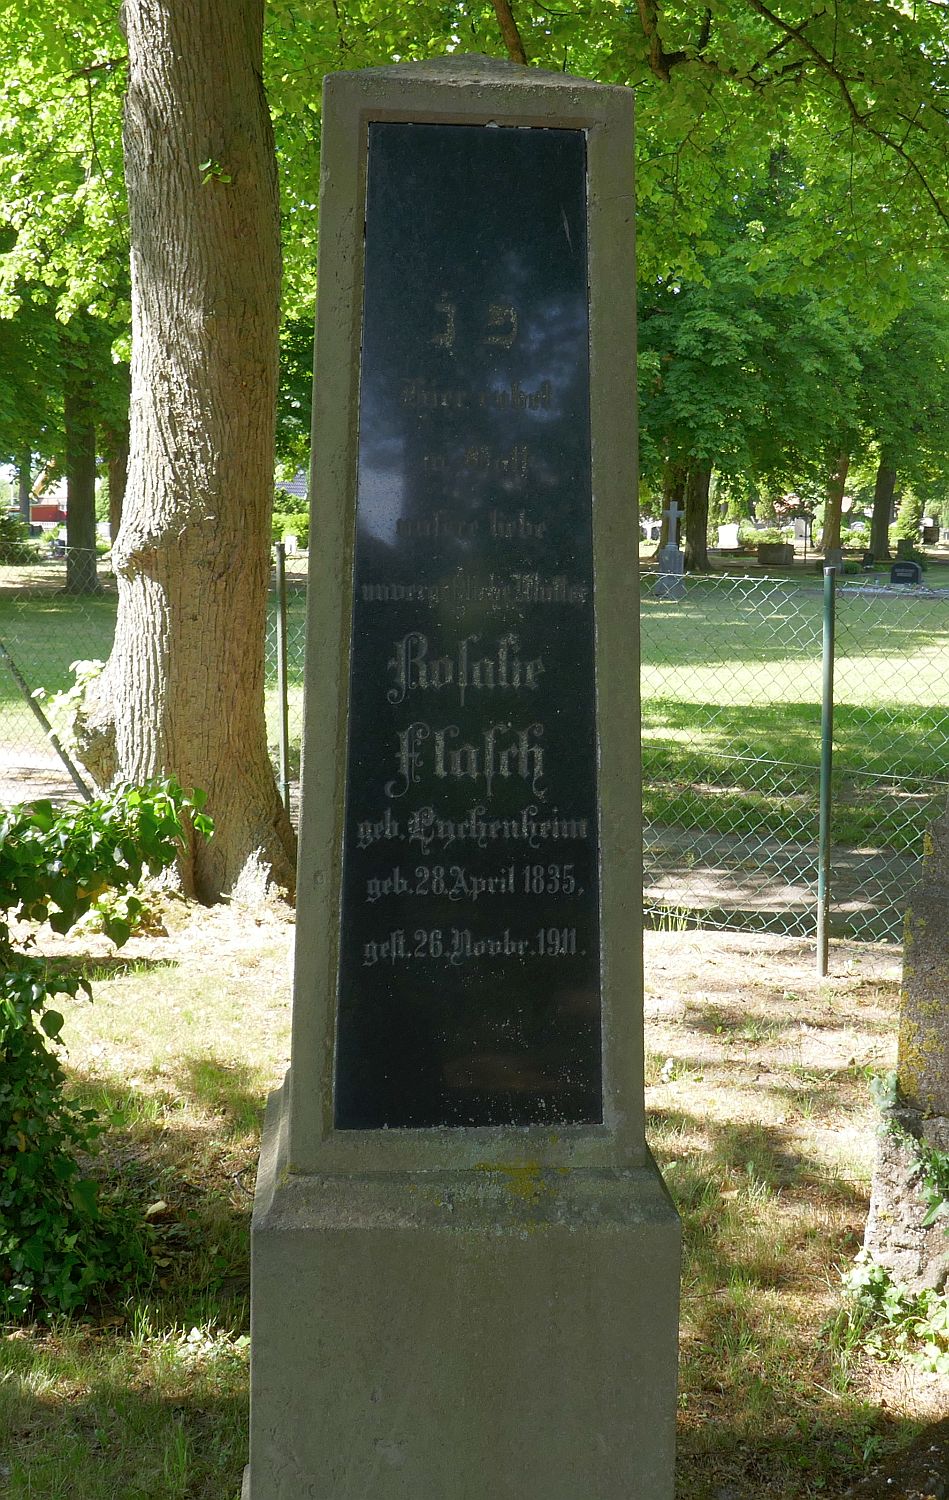 פ נ
Hier ruhet
in Gott
unsere liebe
unvergeßliche Mutter
Rosalie
Flasch
geb. Lychenheim
geb. 28. April 1835,
gest. 26. Novbr. 1911.